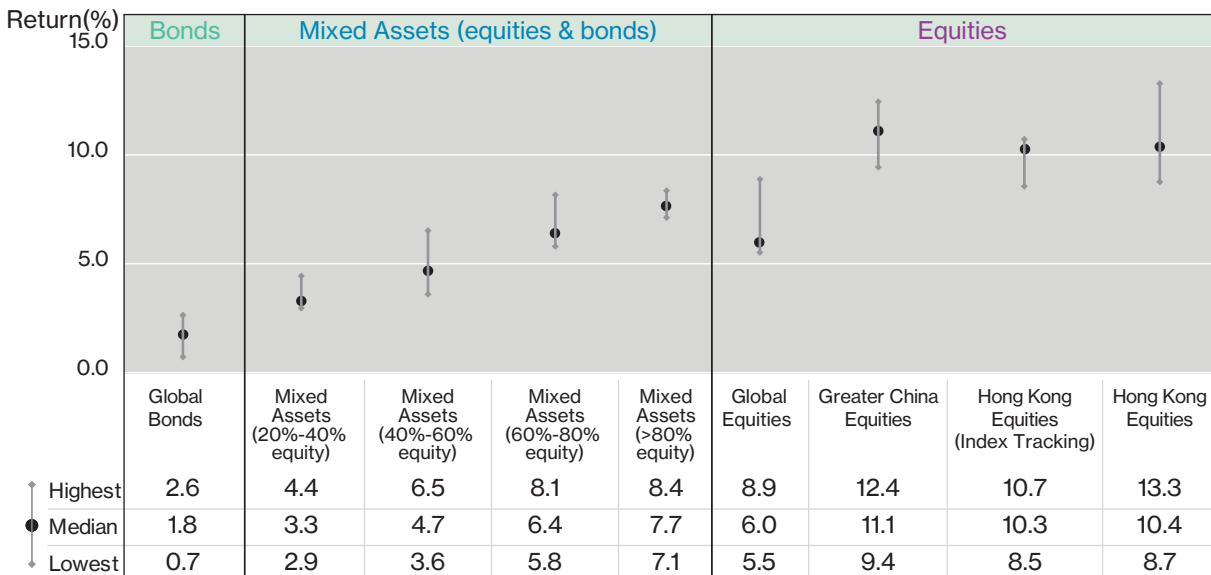 Return(%)
Bonds
Mixed Assets (equities & bonds)
Equities
15.0
10.0
5.0
0.0
Global
Bonds
Mixed
Assets
(20%-40%
equity)
Mixed
Assets
(40%-60%
equity)
Mixed
Assets
(60%-80%
equity)
Mixed
Assets
(>80%
equity)
Global
Equities
Greater China
Equities
Hong Kong
Equities
(Index Tracking)
Hong Kong
Equities
Highest 2.6 4.4 6.5 8.1 8.4 8.9 12.4 10.7 13.3
Median 1.8 3.3 4.7 6.4 7.7 6.0 11.1 10.3 10.4
Lowest 0.7 2.9 3.6 5.8 7.1 5.5 9.4 8.5 8.7